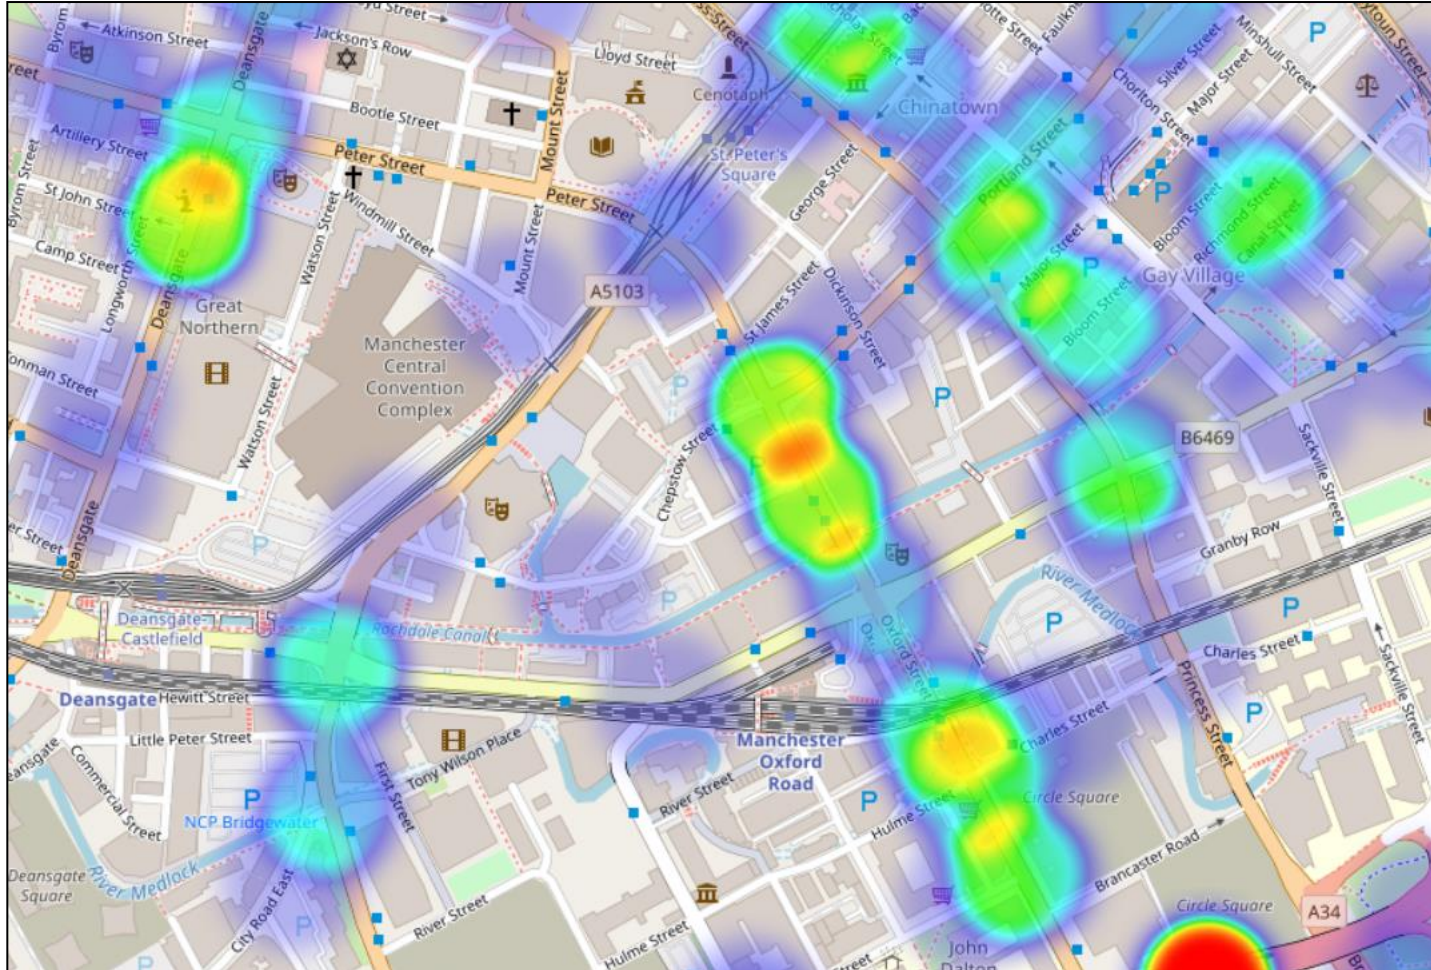 Atkinson Street
Deansgate
Jackson's Row
Lloyd Street
Cenotaph
Chinatown
Chorlton Street
Silver Street
Major Street
Minshull Street
Bootle Street
Mount Street
Artillery Street
Peter Street
St. Peter's
Square
George Street
Portland Street
Byrom Street
St John Street
Windmill Street
Watson Street
Peter Street
Bloom Street
Richmond Street
Canal Street
Camp Street
Longworth Street
Mount Street
Major Street
Gay Village
A5103
St James Street
Dickinson Street
Bloom Street
Deansgate
Great
Northern
Manchester
Central
Convention
Complex
Watson Street
Chepstow Street
B6469
Sackville Street
Deansgate
Granby Row
River Medlock
Deansgate-
Castlefield
Rochdale Canal
Oxford Street
Charles Street
Deansgate
Hewitt Street
Princess Street
Sackville Street
Little Peter Street
Commercial Street
First Street
Tony Wilson Place
Manchester
Oxford
Road
Charles Street
River Street
Hulme Street
Circle Square
NCP Bridgewater
River Medlock
Brancaster Road
Deansgate
Square
City Road East
River Street
Hulme Street
Circle Square
A34
John
Dalton